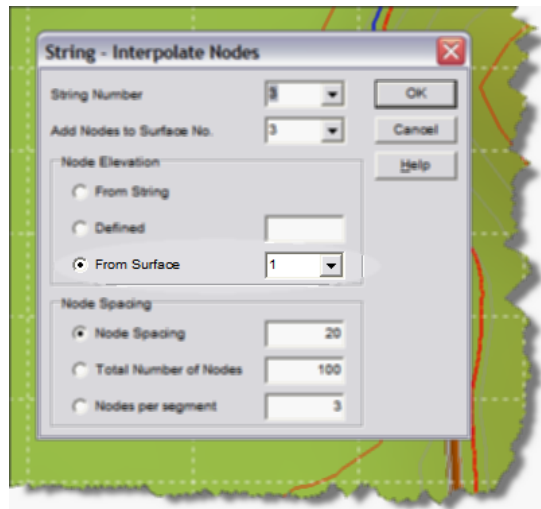 String - Interpolate Nodes
String Number 3 OK
Add Nodes to Surface No. 3 Cancel
Node Elevation Help
From String
Defined
From Surface 1
Node Spacing
Node Spacing 20
Total Number of Nodes 100
Nodes per segment 3